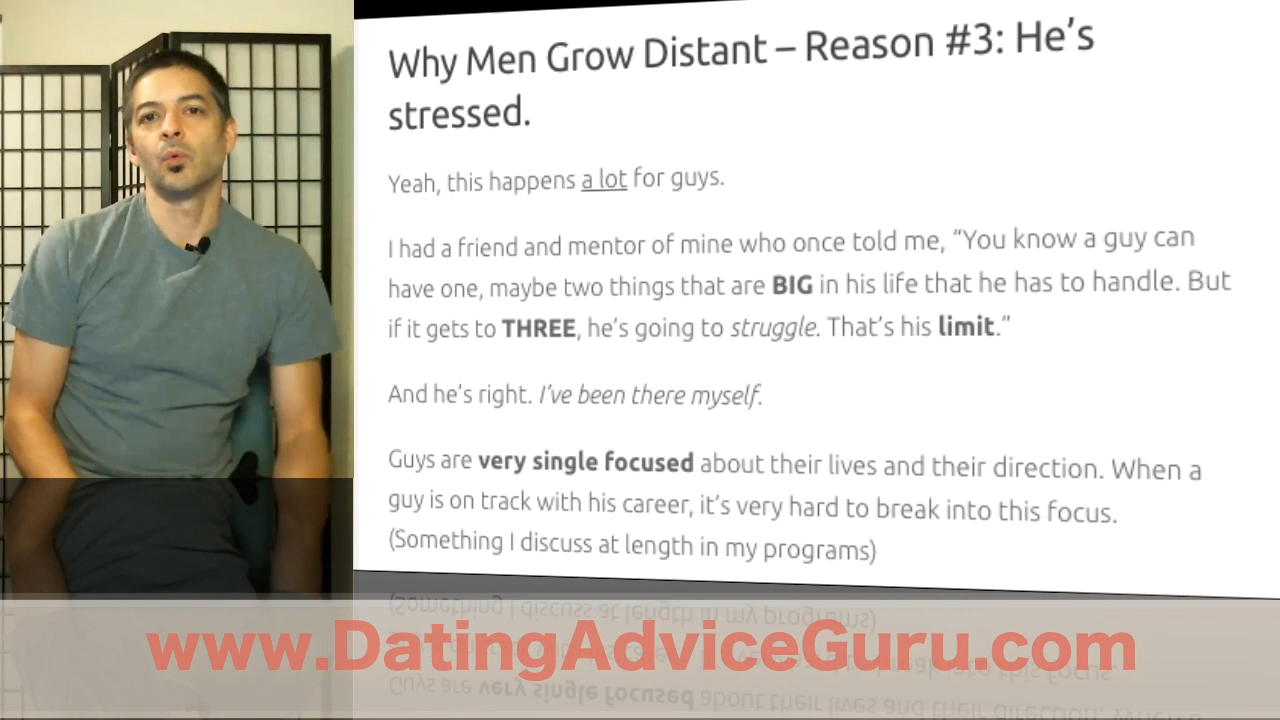 Why Men Grow Distant – Reason #3: He’s
stressed.
Yeah, this happens a lot for guys.
I had a friend and mentor of mine who once told me, “You know a guy can
have one, maybe two things that are BIG in his life that he has to handle. But
if it gets to THREE, he’s going to struggle. That’s his limit.”
And he’s right. I’ve been there myself.
Guys are very single focused about their lives and their direction. When a
guy is on track with his career, it’s very hard to break into this focus.
(Something I discuss at length in my programs)
www.DatingAdviceGuru.com